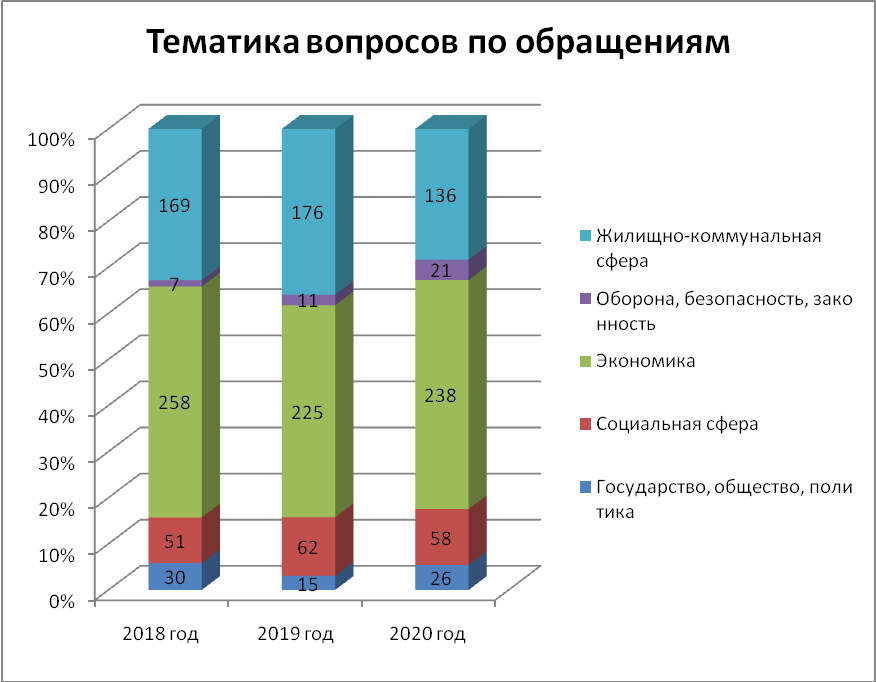 Тематика вопросов по обращениям
100%
90%
80%
70%
60%
50%
40%
30%
20%
10%
0%
169
176
136
7
11
21
258
225
238
51
62
58
30
15
26
2018 год
2019 год
2020 год
Жилищно-коммунальная
сфера
Оборона, безопасность, зако
нность
Экономика
Социальная сфера
Государство, общество, поли
тика